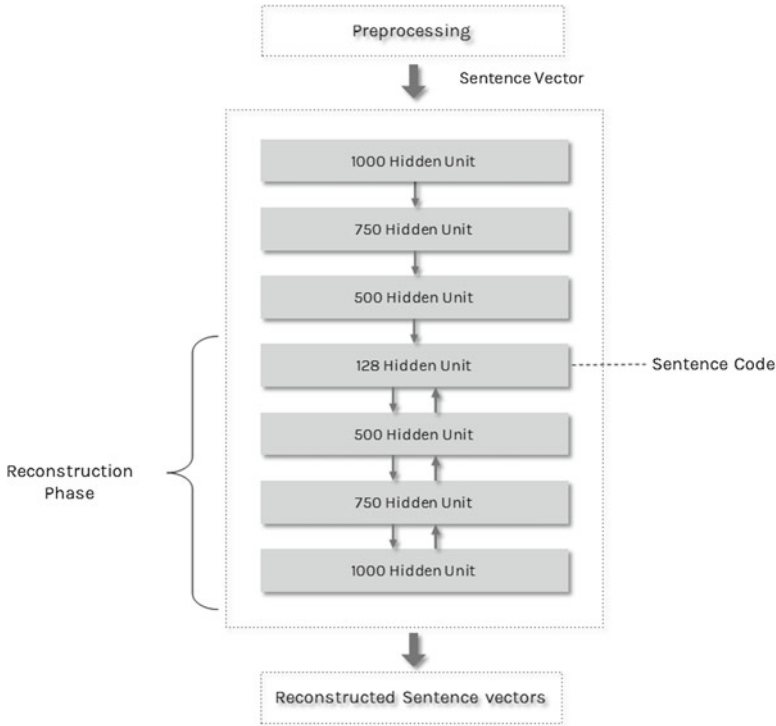 Preprocessing
Sentence Vector
1000 Hidden Unit
750 Hidden Unit
500 Hidden Unit
128 Hidden Unit
Sentence Code
500 Hidden Unit
Reconstruction
Phase
750 Hidden Unit
1000 Hidden Unit
Reconstructed Sentence vectors